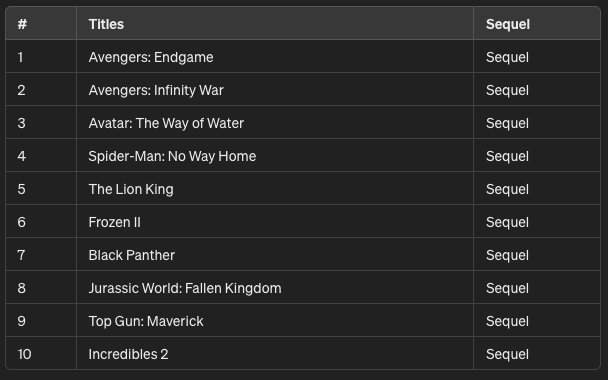 # Titles Sequel
1 Avengers: Endgame Sequel
2 Avengers: Infinity War Sequel
3 Avatar: The Way of Water Sequel
4 Spider-Man: No Way Home Sequel
5 The Lion King Sequel
6 Frozen II Sequel
7 Black Panther Sequel
8 Jurassic World: Fallen Kingdom Sequel
9 Top Gun: Maverick Sequel
10 Incredibles 2 Sequel